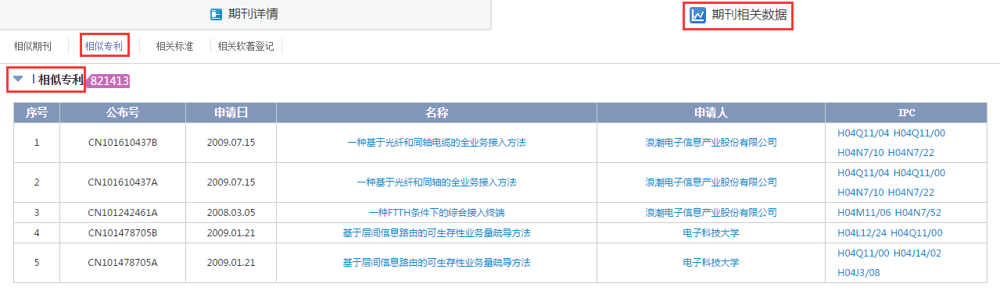 期刊详情
期刊相关数据
相似期刊 相似专利 相关标准 相关软著登记
相似专利 821413
序号 公布号 申请日 名称 申请人 IPC
1 CN101610437B 2009.07.15 一种基于光纤和同轴电缆的全业务接入方法 浪潮电子信息产业股份有限公司 H04Q11/04 H04Q11/00
H04N7/10 H04N7/22
2 CN101610437A 2009.07.15 一种基于光纤和同轴的全业务接入方法 浪潮电子信息产业股份有限公司 H04Q11/04 H04Q11/00
H04N7/10 H04N7/22
3 CN101242461A 2008.03.05 一种FTTH条件下的综合接入终端 浪潮电子信息产业股份有限公司 H04M11/06 H04N7/52
4 CN101478705B 2009.01.21 基于层间信息路由的可生存性业务量疏导方法 电子科技大学 H04L12/24 H04Q11/00
5 CN101478705A 2009.01.21 基于层间信息路由的可生存性业务量疏导方法 电子科技大学 H04Q11/00 H04J14/02
H04J3/08